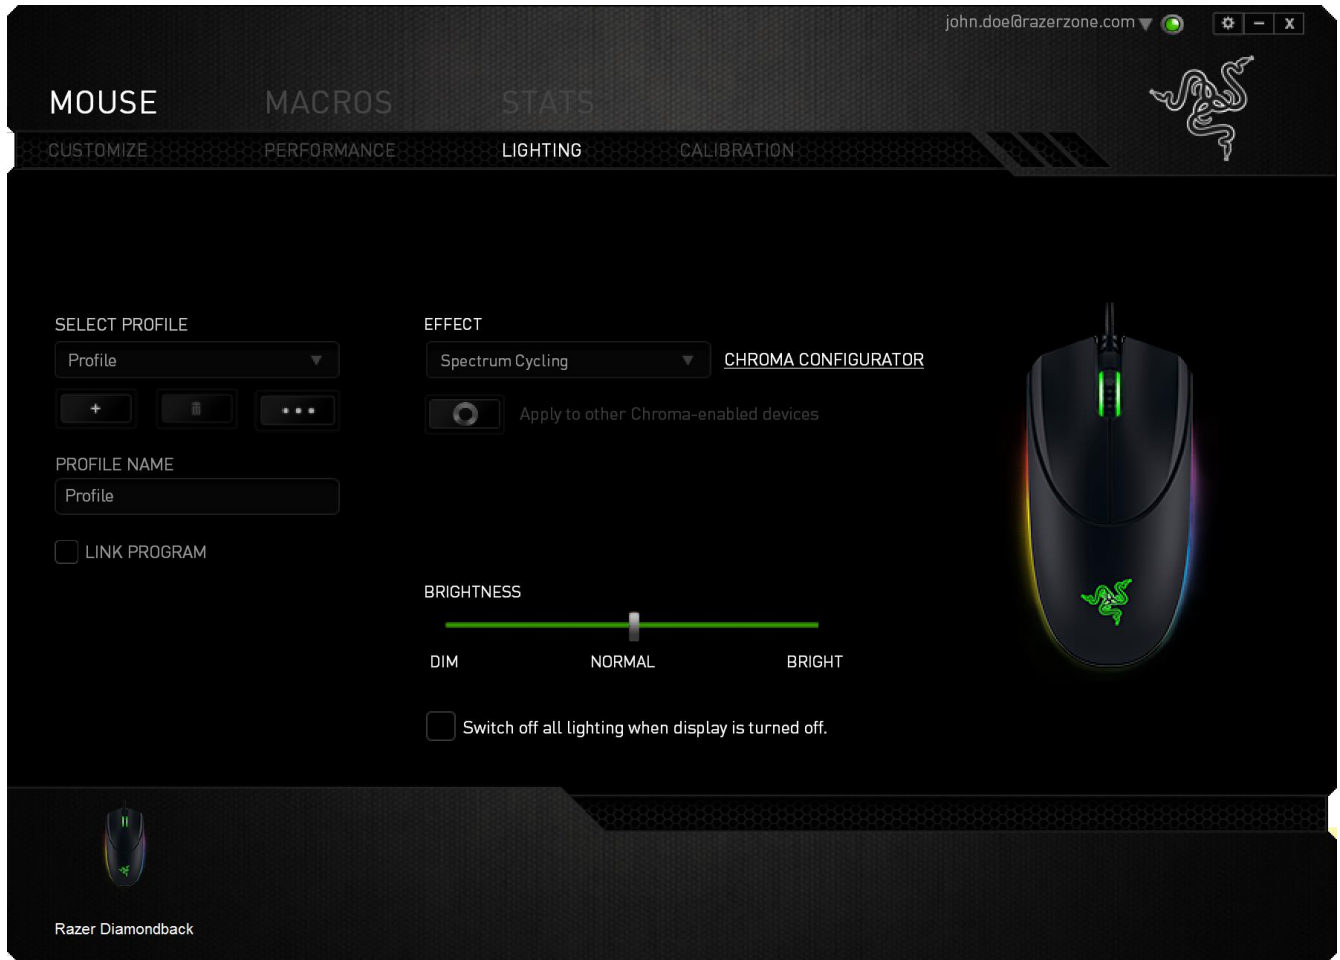 john.doe@razerzone.com
MOUSE MACROS STATS
CUSTOMIZE PERFORMANCE LIGHTING CALIBRATION
SELECT PROFILE
Profile
PROFILE NAME
Profile
LINK PROGRAM
EFFECT
Spectrum Cycling CHROMA CONFIGURATOR
Apply to other Chroma-enabled devices
BRIGHTNESS
DIM NORMAL BRIGHT
Switch off all lighting when display is turned off.
Razer Diamondback